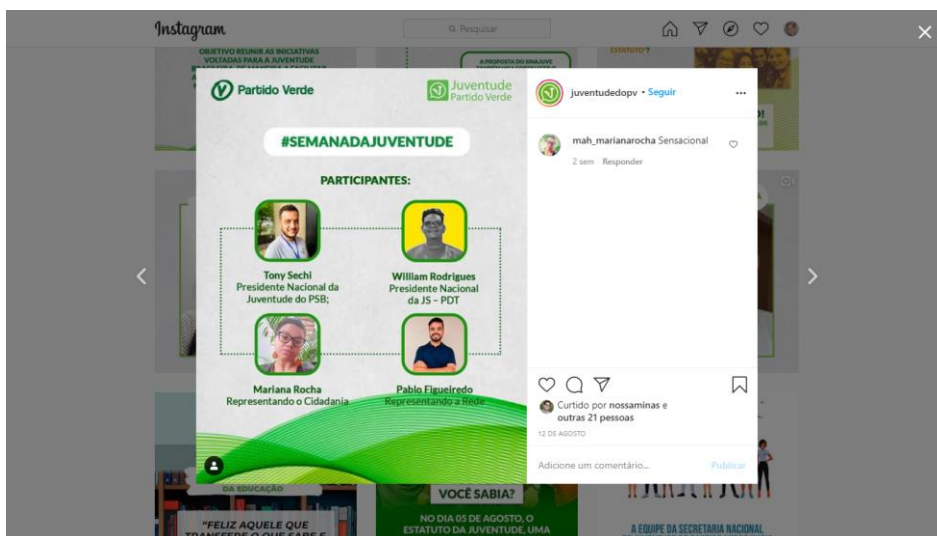 Instagram
Pesquisar
OBJETIVO REUNIR AS INICIATIVAS
VOLTADAS PARA A JUVENTUDE
A PROPOSTA DO SINAJUVE
ESTATUTO"?
Partido Verde
Juventude
Partido Verde
#SEMANADAJUVENTUDE
PARTICIPANTES:
Tony Sechi
Presidente Nacional da
Juventude do PSB;
William Rodrigues
Presidente Nacional
da JS – PDT
Mariana Rocha
Representando o Cidadania
Pablo Figueiredo
Representando a Rede
juventudedopv • Seguir
mah_marianarocha Sensacional
2 sem Responder
Curtido por nossaminas e
outras 21 pessoas
12 DE AGOSTO
Adicione um comentário...
Publicar
DA EDUCAÇÃO
"FELIZ AQUELE QUE
TRANSFERE O QUE SABE E
VOCÊ SABIA?
NO DIA 05 DE AGOSTO, O
ESTATUTO DA JUVENTUDE, UMA
A EQUIPE DA SECRETARIA NACIONAL